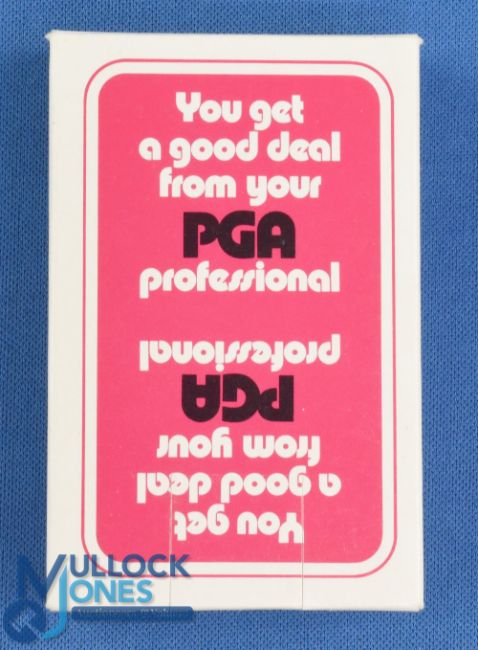 You get
a good deal
from your
PGA
professional
professional
PGA
from your
a good deal
You get
MULLOCK
JONES